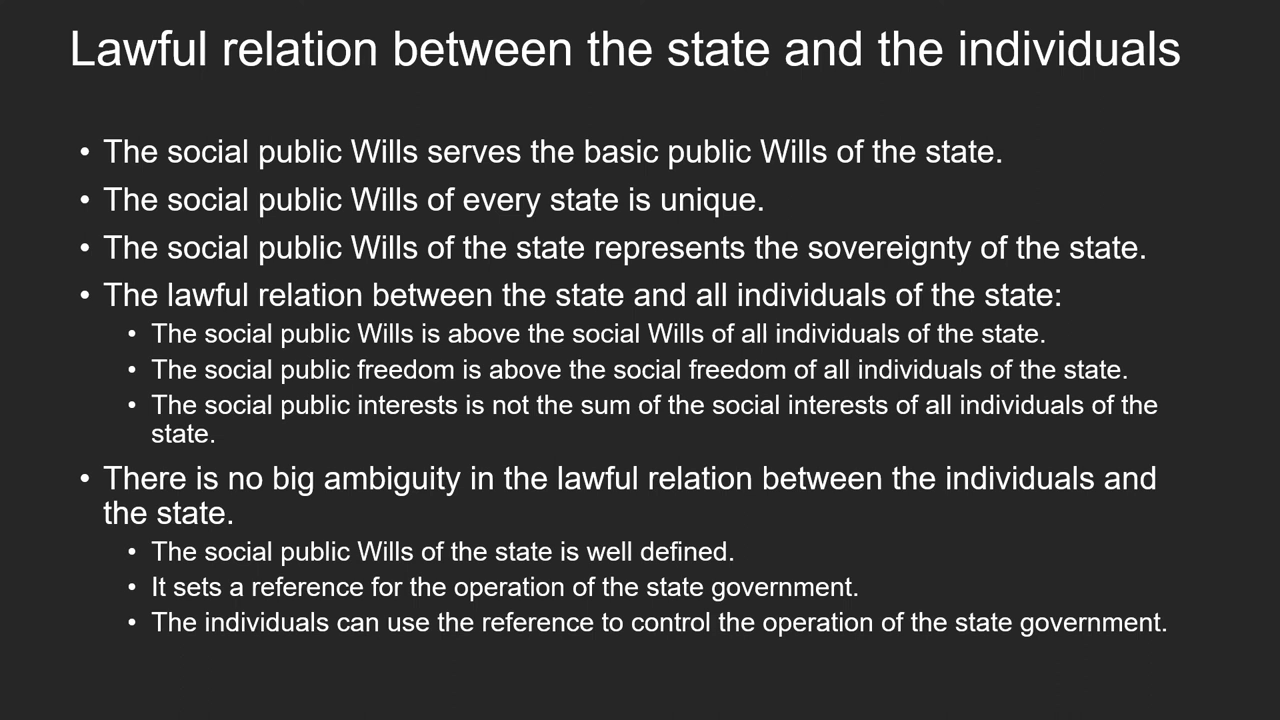 Lawful relation between the state and the individuals
• The social public Wills serves the basic public Wills of the state.
• The social public Wills of every state is unique.
• The social public Wills of the state represents the sovereignty of the state.
• The lawful relation between the state and all individuals of the state:
• The social public Wills is above the social Wills of all individuals of the state.
• The social public freedom is above the social freedom of all individuals of the state.
• The social public interests is not the sum of the social interests of all individuals of the
state.
• There is no big ambiguity in the lawful relation between the individuals and
the state.
• The social public Wills of the state is well defined.
• It sets a reference for the operation of the state government.
• The individuals can use the reference to control the operation of the state government.